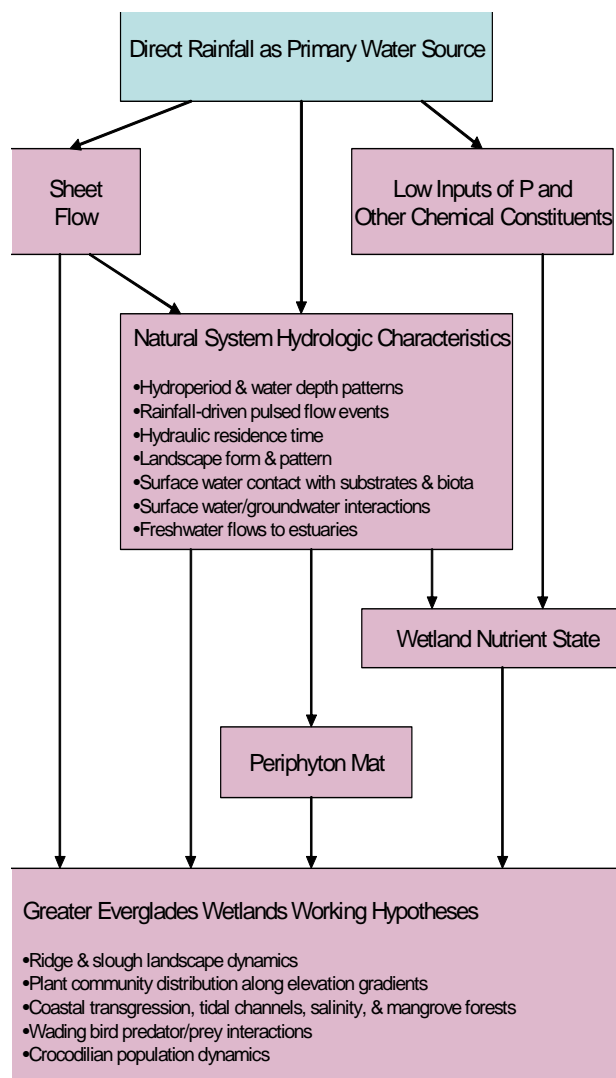 Direct Rainfall as Primary Water Source
Sheet
Flow
Low Inputs of P and
Other Chemical Constituents
Natural System Hydrologic Characteristics
•Hydroperiod & water depth patterns
•Rainfall-driven pulsed flow events
•Hydraulic residence time
•Landscape form & pattern
•Surface water contact with substrates & biota
•Surface water/groundwater interactions
•Freshwater flows to estuaries
Wetland Nutrient State
Periphyton Mat
Greater Everglades Wetlands Working Hypotheses
•Ridge & slough landscape dynamics
•Plant community distribution along elevation gradients
•Coastal transgression, tidal channels, salinity, & mangrove forests
•Wading bird predator/prey interactions
•Crocodilian population dynamics